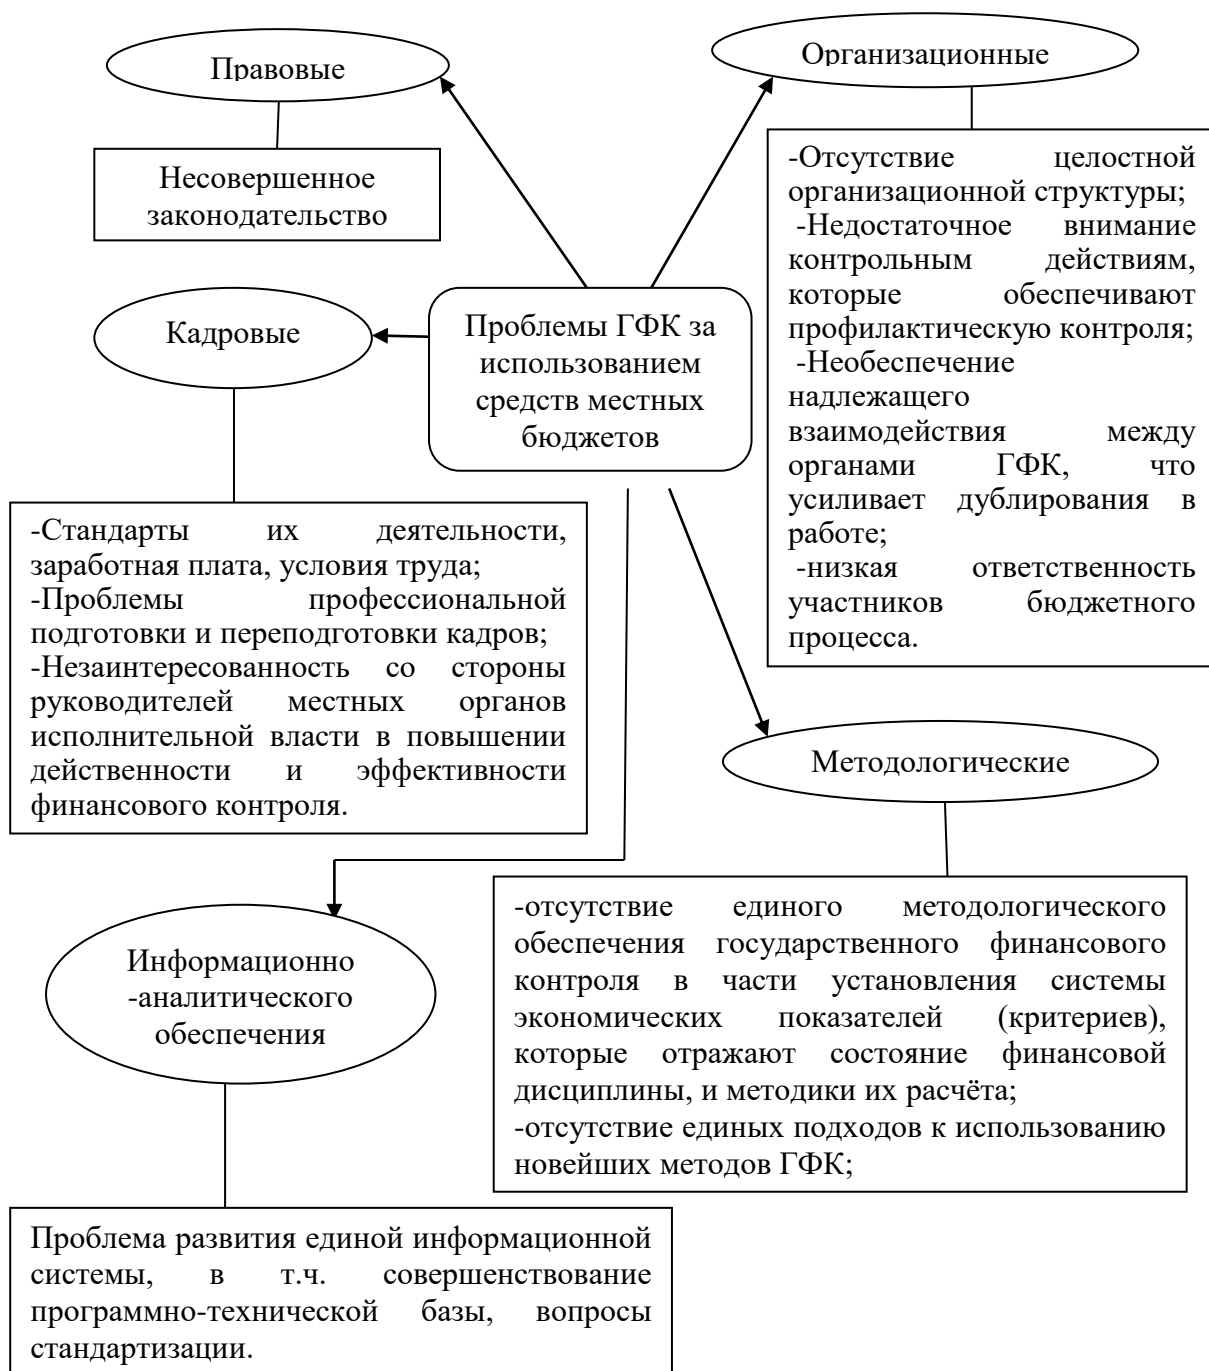 Правовые
Организационные
Несовершенное
законодательство
-Отсутствие целостной
организационной структуры;
-Недостаточное внимание
контрольным действиям,
которые обеспечивают
профилактическую контроля;
-Необеспечение
надлежащего
взаимодействия между
органами ГФК, что
усиливает дублирования в
работе;
-низкая ответственность
участников бюджетного
процесса.
Кадровые
Проблемы ГФК за
использованием
средств местных
бюджетов
-Стандарты их деятельности,
заработная плата, условия труда;
-Проблемы профессиональной
подготовки и переподготовки кадров;
-Незаинтересованность со стороны
руководителей местных органов
исполнительной власти в повышении
действенности и эффективности
финансового контроля.
Методологические
-отсутствие единого методологического
обеспечения государственного финансового
контроля в части установления системы
экономических показателей (критериев),
которые отражают состояние финансовой
дисциплины, и методики их расчёта;
-отсутствие единых подходов к использованию
новейших методов ГФК;
Информационно
-аналитического
обеспечения
Проблема развития единой информационной
системы, в т.ч. совершенствование
программно-технической базы, вопросы
стандартизации.